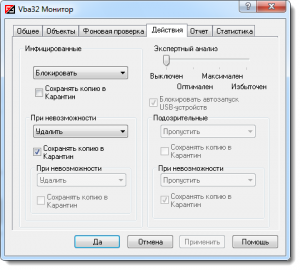 Vba32 Монитор
Общее
Объекты
Фоновая проверка
Действия
Отчет
Статистика
Инфицированные
Блокировать
Сохранять копию в
Карантин
При невозможности
Удалить
Сохранять копию в
Карантин
При невозможности
Удалить
Сохранять копию в
Карантин
Экспертный анализ
Выключен
Максимален
Оптимален
Избыточен
Блокировать автозапуск
USB-устройств
Подозрительные
Пропустить
Сохранять копию в
Карантин
При невозможности
Пропустить
Сохранять копию в
Карантин
Да
Отмена
Применить
Помощь